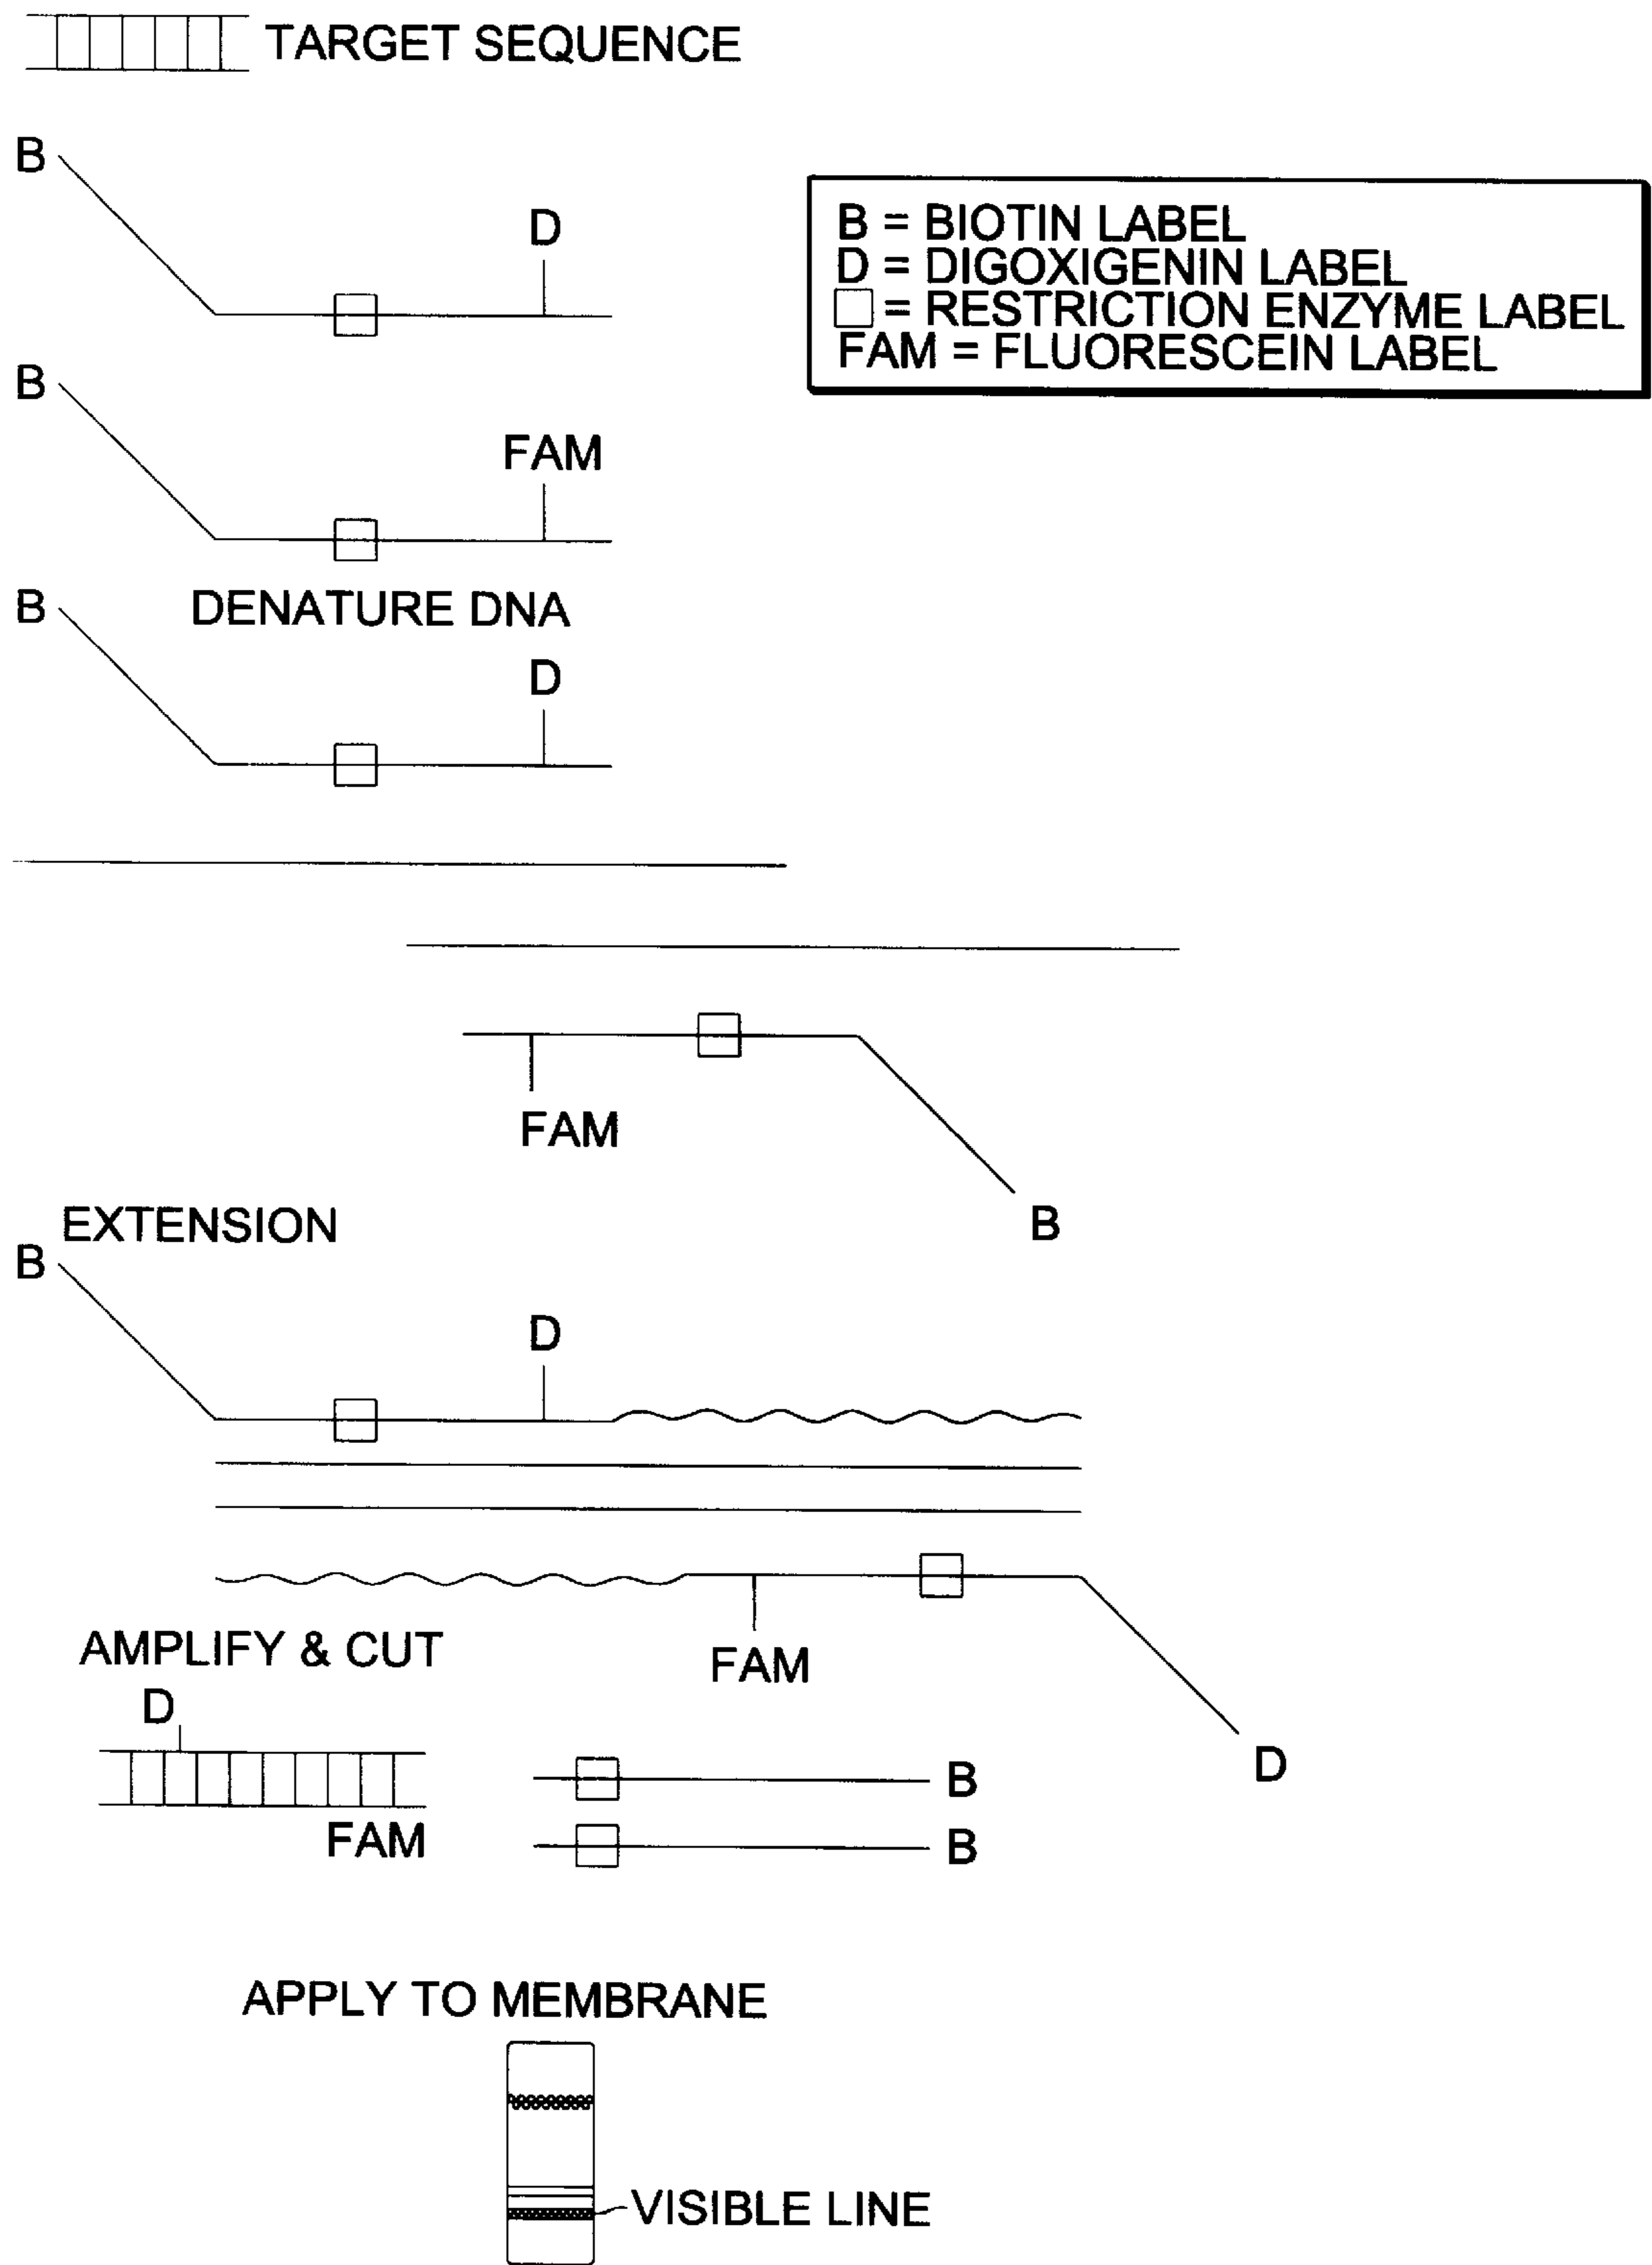 TARGET SEQUENCE
B
D
B = BIOTIN LABEL
D = DIGOXIGENIN LABEL
□ = RESTRICTION ENZYME LABEL
FAM = FLUORESCEIN LABEL
B
FAM
B
DENATURE DNA
D
FAM
B
EXTENSION
B
D
FAM
D
AMPLIFY & CUT
D
FAM
B
B
APPLY TO MEMBRANE
VISIBLE LINE